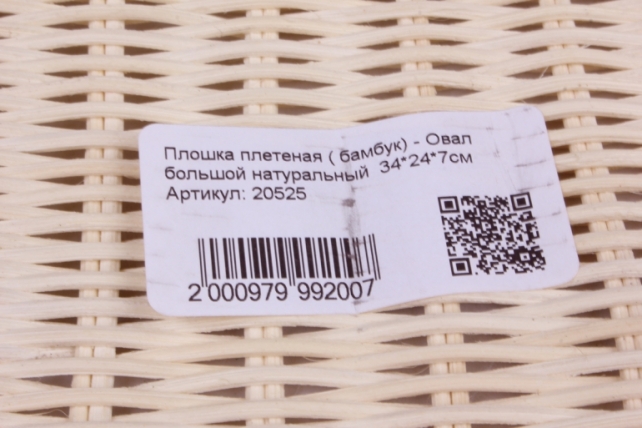 Плошка плетеная ( бамбук) - Овал
большой натуральный 34*24*7см
Артикул: 20525
2 000979 992007